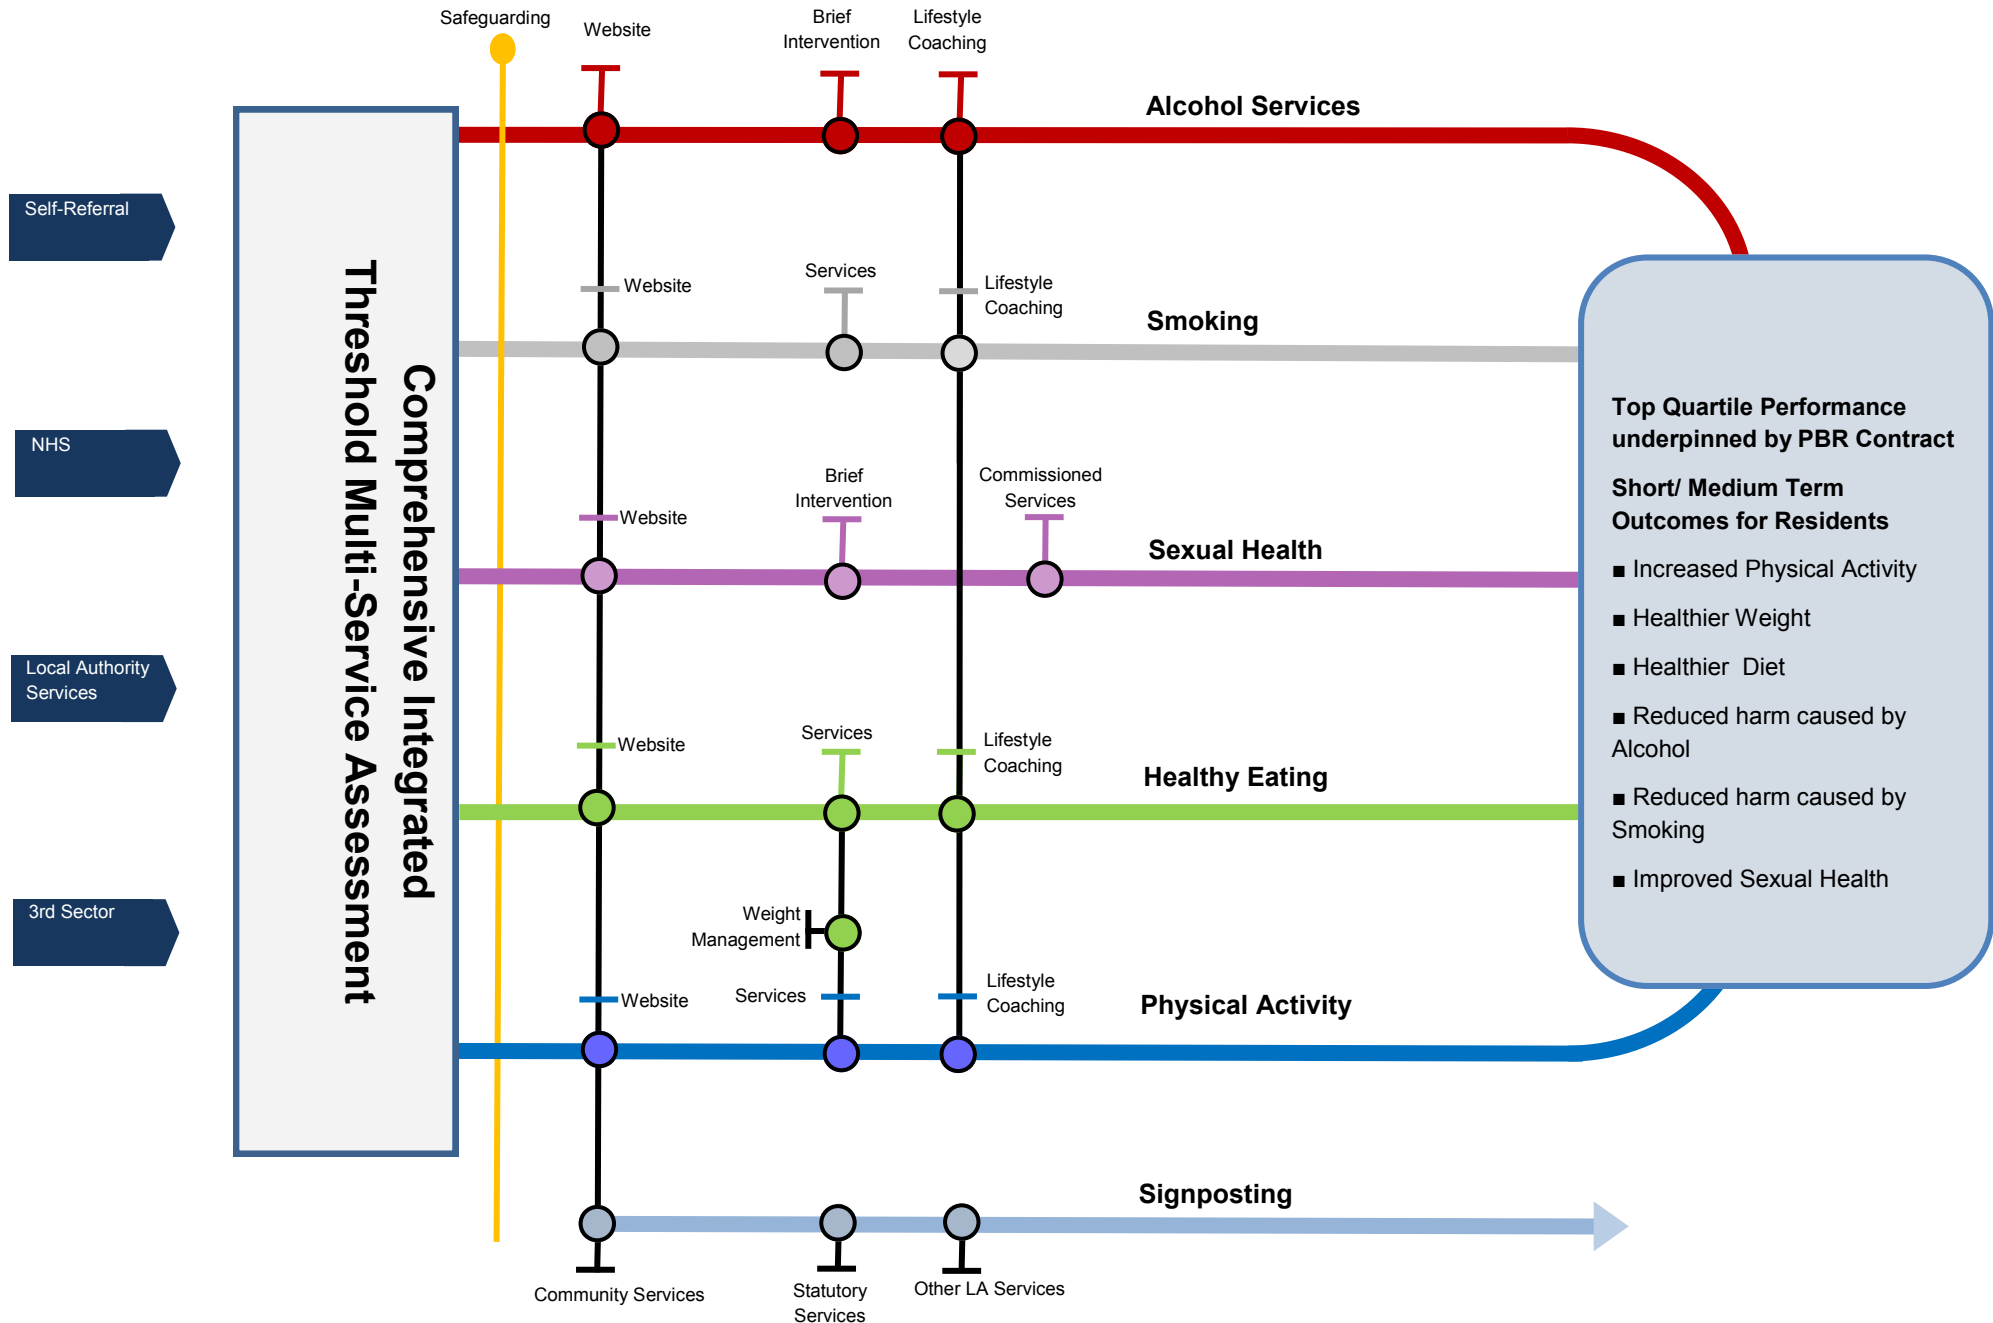 Safeguarding
Website
Brief
Intervention
Lifestyle
Coaching
Alcohol Services
Self-Referral
NHS
Local Authority
Services
3rd Sector
Comprehensive Integrated
Threshold Multi-Service Assessment
Website
Services
Lifestyle
Coaching
Smoking
Website
Brief
Intervention
Commissioned
Services
Sexual Health
Website
Services
Lifestyle
Coaching
Healthy Eating
Weight
Management
Website
Services
Lifestyle
Coaching
Physical Activity
Signposting
Community Services
Statutory
Services
Other LA Services
Top Quartile Performance
underpinned by PBR Contract
Short/ Medium Term
Outcomes for Residents
■ Increased Physical Activity
■ Healthier Weight
■ Healthier  Diet
■ Reduced harm caused by
Alcohol
■ Reduced harm caused by
Smoking
■ Improved Sexual Health